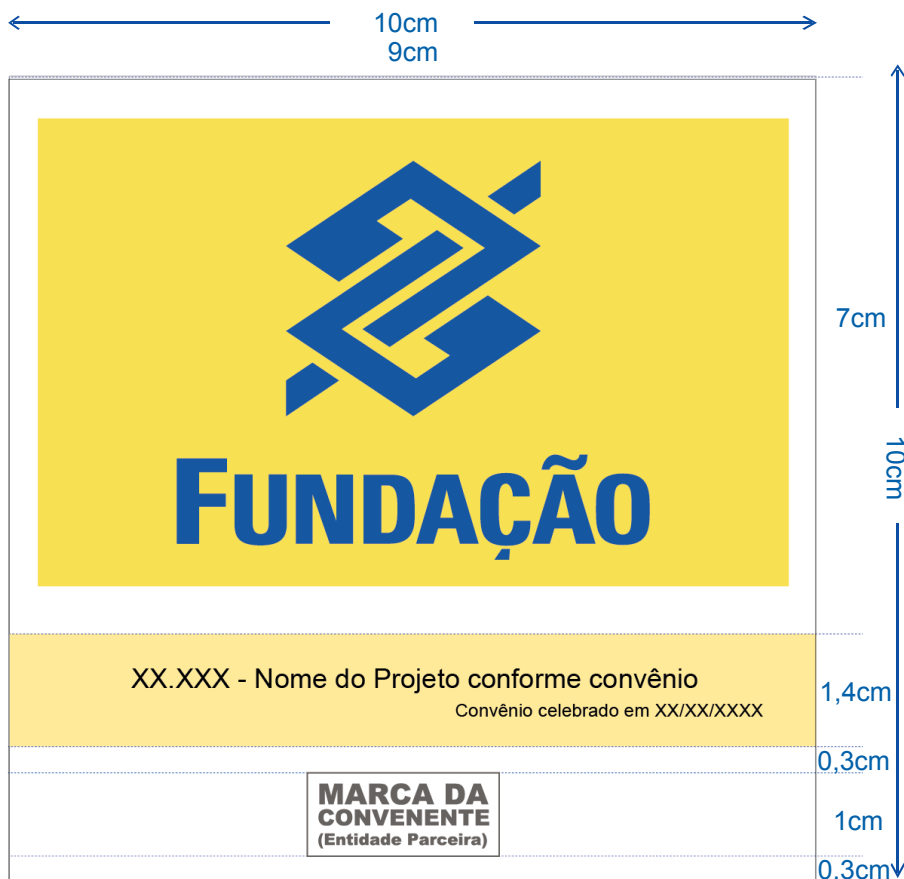 10cm
9cm
7cm
10cm
FUNDAÇÃO
XX.XXX - Nome do Projeto conforme convênio
Convênio celebrado em XX/XX/XXXX
1,4cm
0,3cm
MARCA DA
CONVENENTE
(Entidade Parceira)
1cm
0,3cm